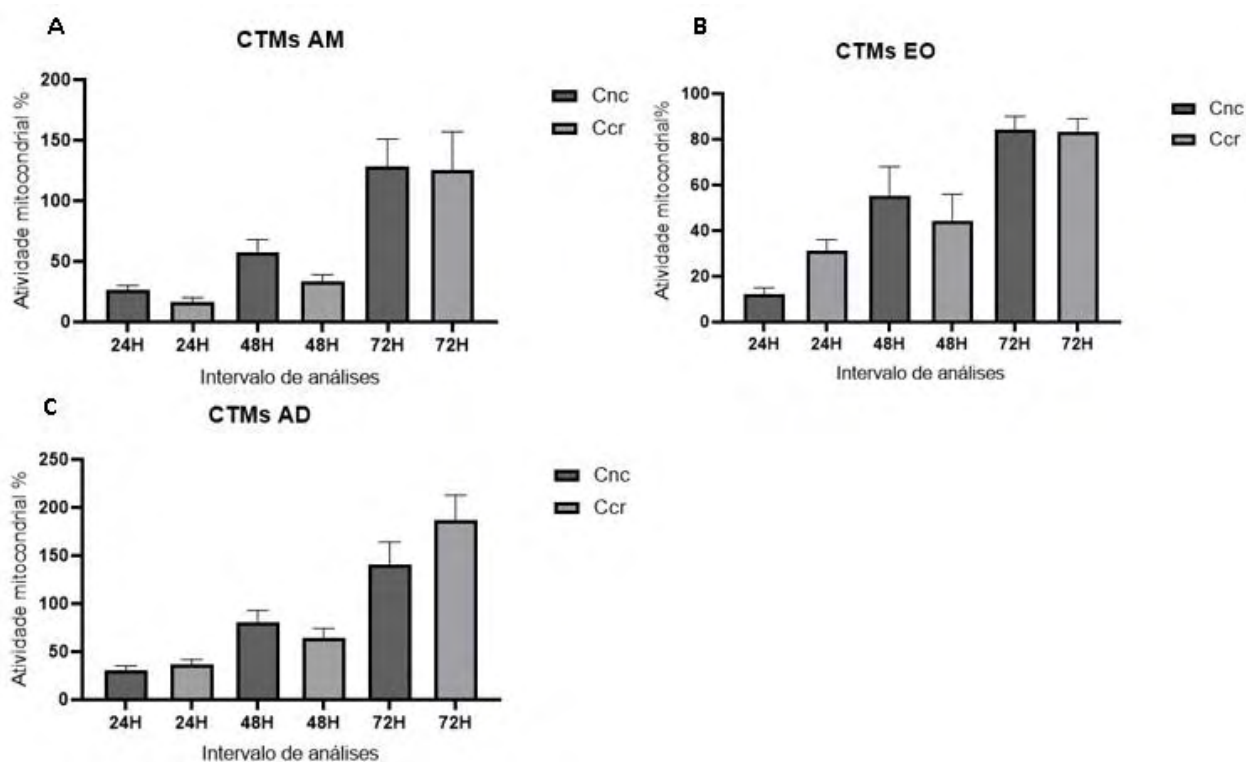 A
CTMs AM
Atividade mitocondrial %
200
150
100
50
0
24H 24H 48H 48H 72H 72H
Intervalo de análises
Cnc
Ccr
B
CTMs EO
Atividade mitocondrial%
100
80
60
40
20
0
24H 24H 48H 48H 72H 72H
Intervalo de análises
Cnc
Ccr
C
CTMs AD
Atividade mitocondrial %
250
200
150
100
50
0
24H 24H 48H 48H 72H 72H
Intervalo de análises
Cnc
Ccr